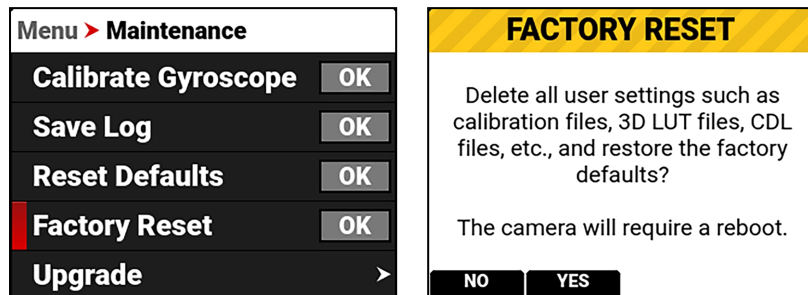 Menu ➤ Maintenance
Calibrate Gyroscope OK
Save Log OK
Reset Defaults OK
Factory Reset OK
Upgrade
FACTORY RESET
Delete all user settings such as
calibration files, 3D LUT files, CDL
files, etc., and restore the factory
defaults?
The camera will require a reboot.
NO YES